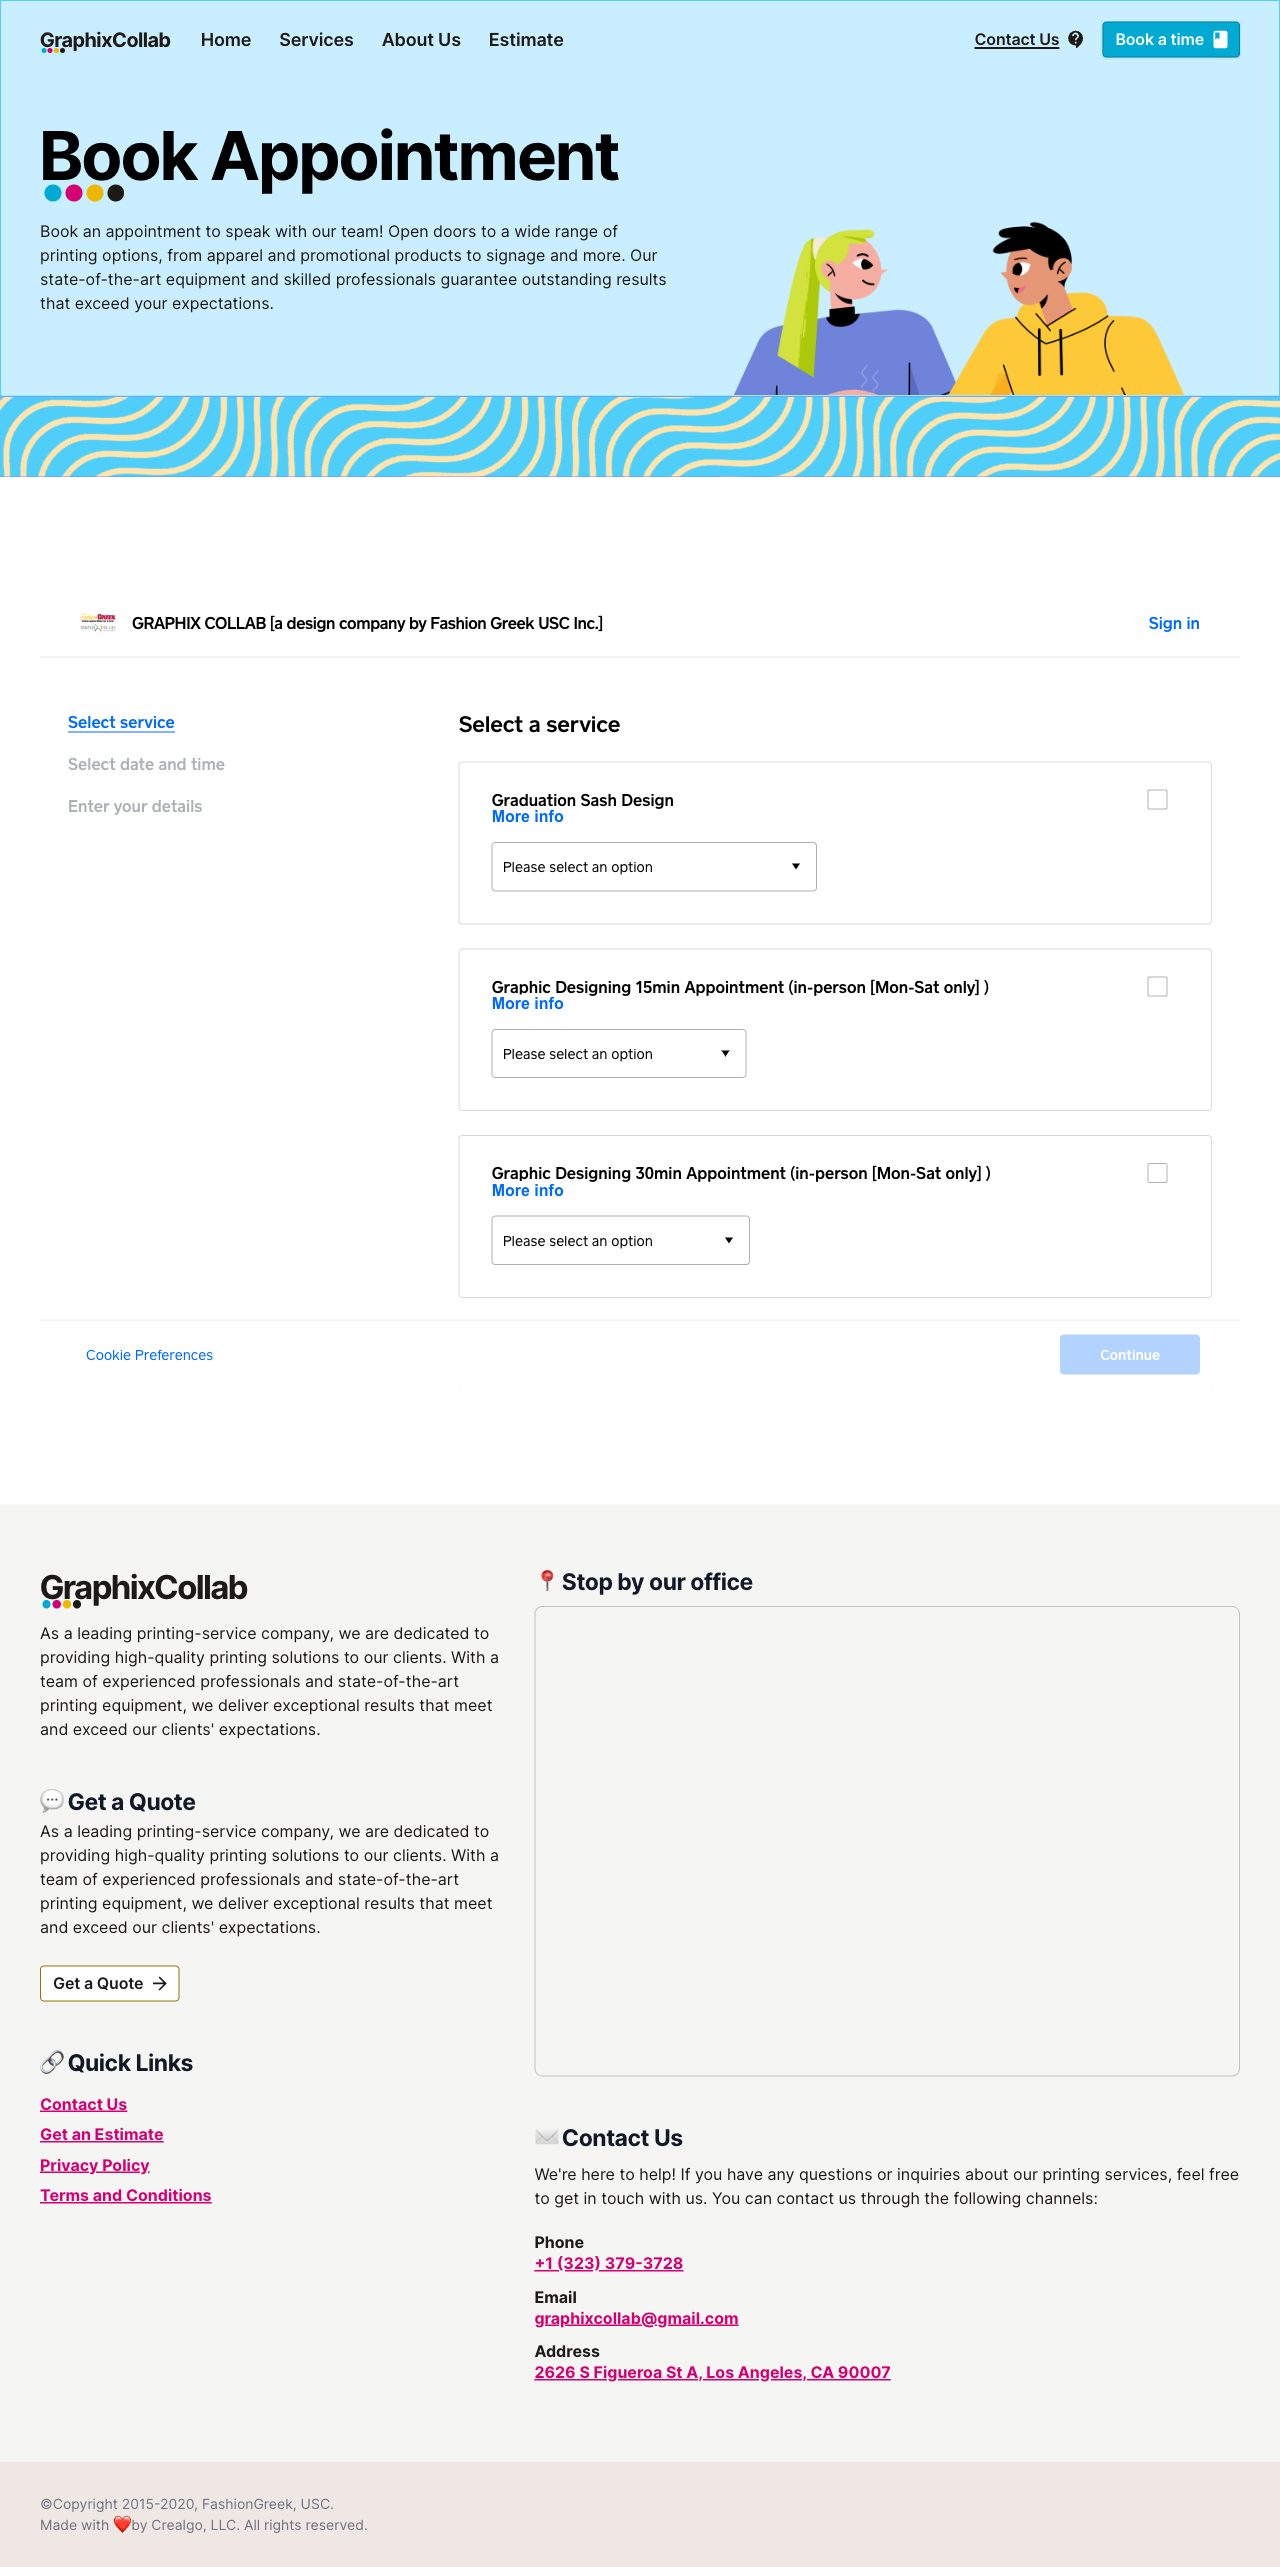 GraphixCollab Home Services About Us Estimate Contact Us Book a time
Book Appointment
Book an appointment to speak with our team! Open doors to a wide range of
printing options, from apparel and promotional products to signage and more. Our
state-of-the-art equipment and skilled professionals guarantee outstanding results
that exceed your expectations.
GRAPHIX COLLAB [a design company by Fashion Greek USC Inc.] Sign in
Select service
Select date and time
Enter your details
Select a service
Graduation Sash Design
More info
Please select an option
Graphic Designing 15min Appointment (in-person [Mon-Sat only] )
More info
Please select an option
Graphic Designing 30min Appointment (in-person [Mon-Sat only] )
More info
Please select an option
Cookie Preferences Continue
GraphixCollab
As a leading printing-service company, we are dedicated to
providing high-quality printing solutions to our clients. With a
team of experienced professionals and state-of-the-art
printing equipment, we deliver exceptional results that meet
and exceed our clients' expectations.
💬 Get a Quote
As a leading printing-service company, we are dedicated to
providing high-quality printing solutions to our clients. With a
team of experienced professionals and state-of-the-art
printing equipment, we deliver exceptional results that meet
and exceed our clients' expectations.
Get a Quote →
🔗 Quick Links
Contact Us
Get an Estimate
Privacy Policy
Terms and Conditions
📍 Stop by our office
✉️ Contact Us
We're here to help! If you have any questions or inquiries about our printing services, feel free
to get in touch with us. You can contact us through the following channels:
Phone
+1 (323) 379-3728
Email
graphixcollab@gmail.com
Address
2626 S Figueroa St A, Los Angeles, CA 90007
©Copyright 2015-2020, FashionGreek, USC.
Made with ❤️by Crealgo, LLC. All rights reserved.